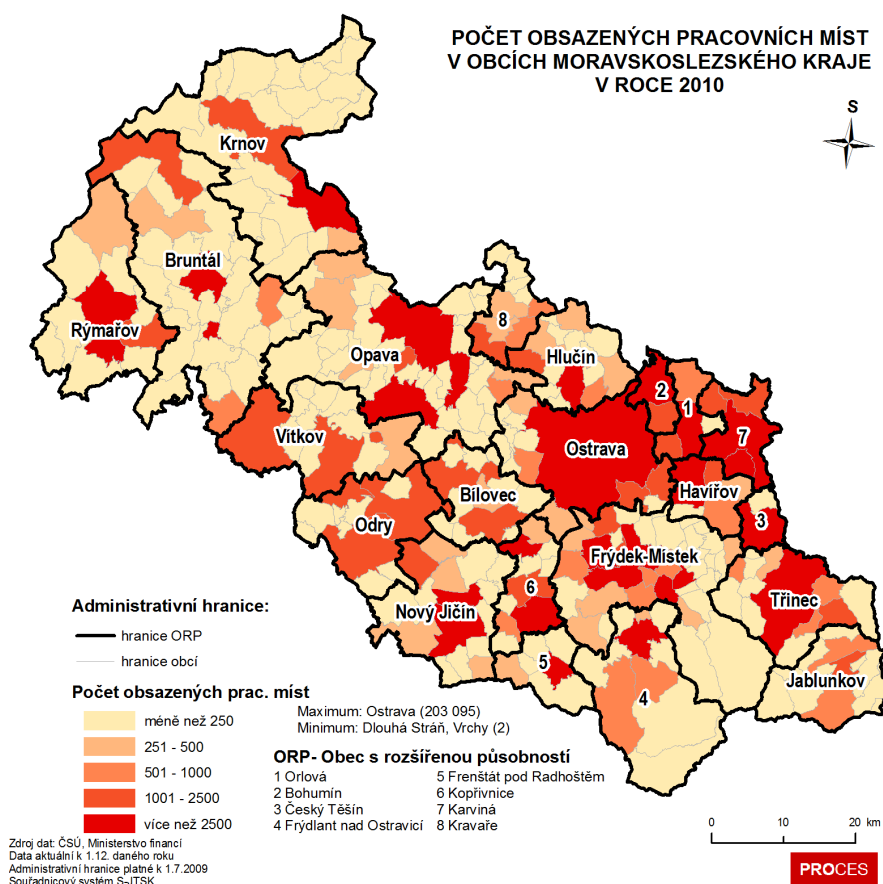 POČET OBSAZENÝCH PRACOVNÍCH MÍST
V OBCÍCH MORAVSKOSLEZSKÉHO KRAJE
V ROCE 2010
S
Krnov
Bruntál
Rýmařov
8
Opava
Hlučín
2
1
7
Vítkov
Ostrava
Bílovec
Havířov
3
Odry
Frýdek-Místek
6
Třinec
Nový Jičín
5
4
Jablunkov
Administrativní hranice:
hranice ORP
hranice obcí
Počet obsazených prac. míst
méně než 250
251 - 500
501 - 1000
1001 - 2500
více než 2500
Maximum: Ostrava (203 095)
Minimum: Dlouhá Stráň, Vrchy (2)
ORP- Obec s rozšířenou působností
1 Orlová
2 Bohumín
3 Český Těšín
4 Frýdlant nad Ostravicí
5 Frenštát pod Radhoštěm
6 Kopřivnice
7 Karviná
8 Kravaře
0 10 20 km
Zdroj dat: ČSÚ, Ministerstvo financí
Data aktuální k 1.12. daného roku
Administrativní hranice platné k 1.7.2009
Souřadnicový systém S-JTSK
PROCES